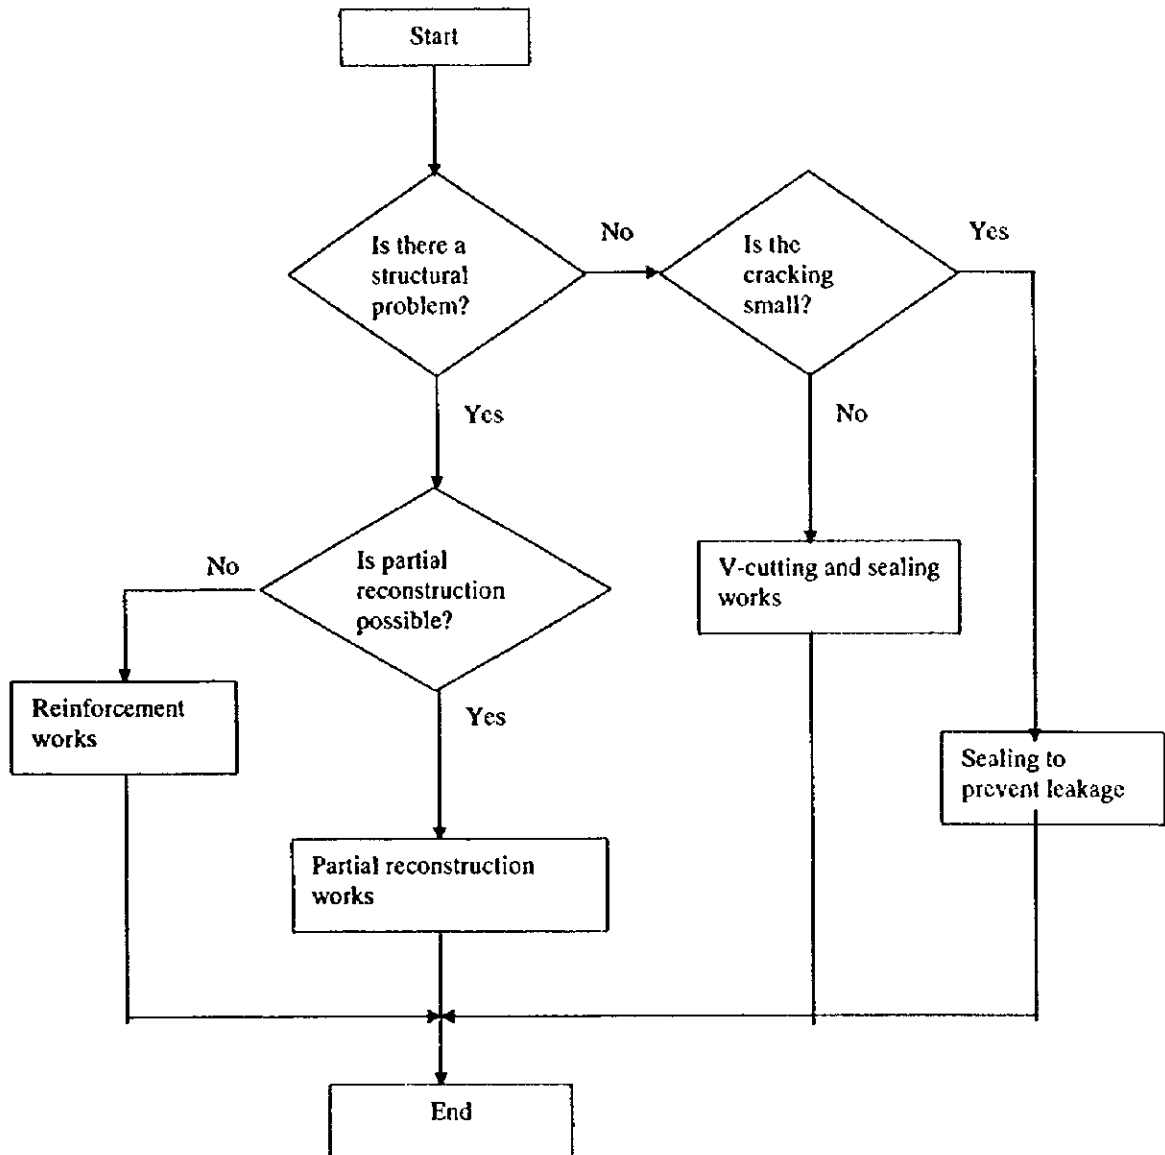 Start
Is there a
structural
problem?
No
Is the
cracking
small?
Yes
Yes
No
Is partial
reconstruction
possible?
No
V-cutting and sealing
works
Reinforcement
works
Yes
Sealing to
prevent leakage
Partial reconstruction
works
End